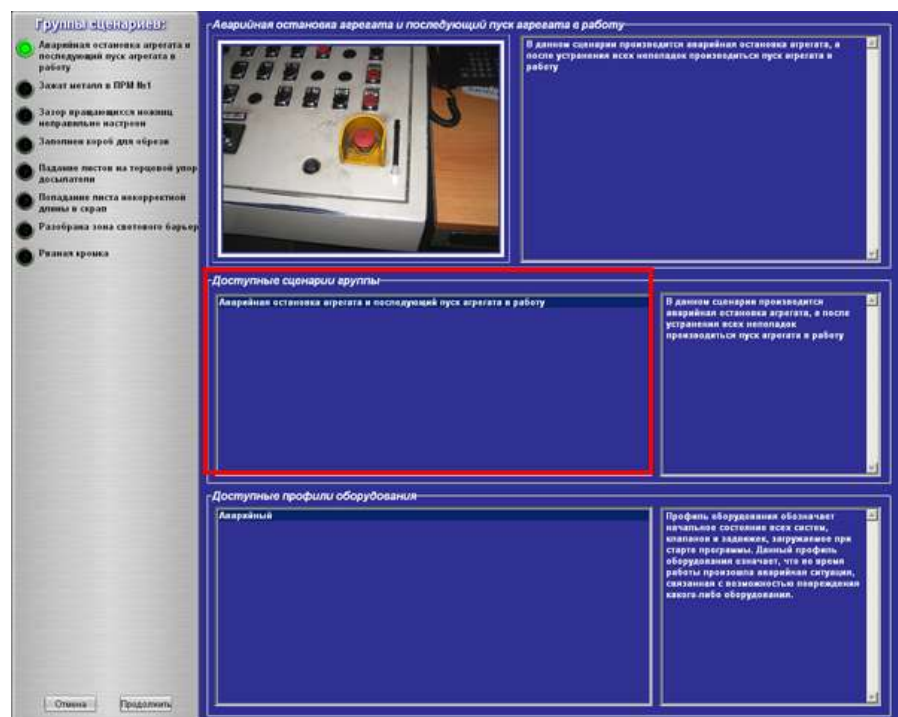 Группы сценариев:
Аварийная остановка агрегата и
последующий пуск агрегата в
работу
Зажат металл в ПРМ №1
Зазор вращающихся ножниц
неправильно настроен
Заполнен короб для обрези
Падание листов на торцевой упор
досылатели
Попадание листа некорректной
длины в скрап
Разобрана зона светового барьер
Рваная кромка
Отмена
Продолжить
Аварийная остановка агрегата и последующий пуск агрегата в работу
В данном сценарии производится аварийная остановка агрегата, а
после устранения всех неполадок производиться пуск агрегата в
работу
Доступные сценарии группы
Аварийная остановка агрегата и последующий пуск агрегата в работу
В данном сценарии производится
аварийная остановка агрегата, а после
устранения всех неполадок
производиться пуск агрегата в работу
Доступные профили оборудования
Аварийный
Профиль оборудования обозначает
начальное состояние всех систем,
клапанов и задвижек, загружаемое при
старте программы. Данный профиль
оборудования означает, что во время
работы произошла аварийная ситуация,
связанная с возможностью повреждения
какого-либо оборудования.